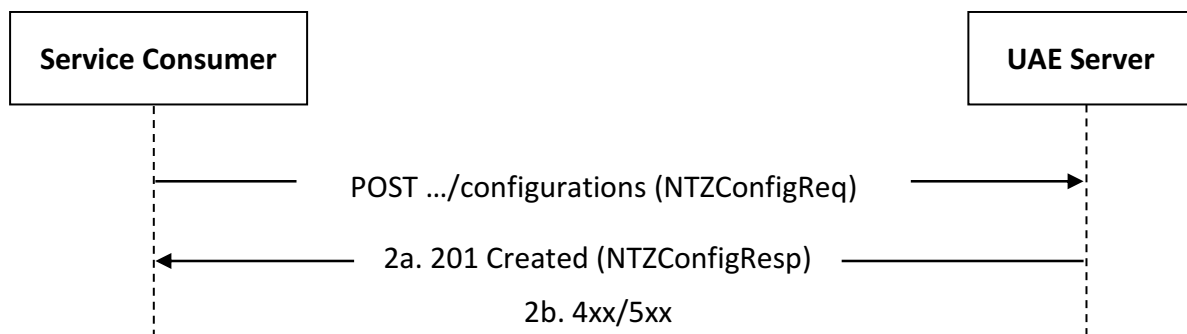 Service Consumer
UAE Server
POST .../configurations (NTZConfigReq)
2a. 201 Created (NTZConfigResp)
2b. 4xx/5xx